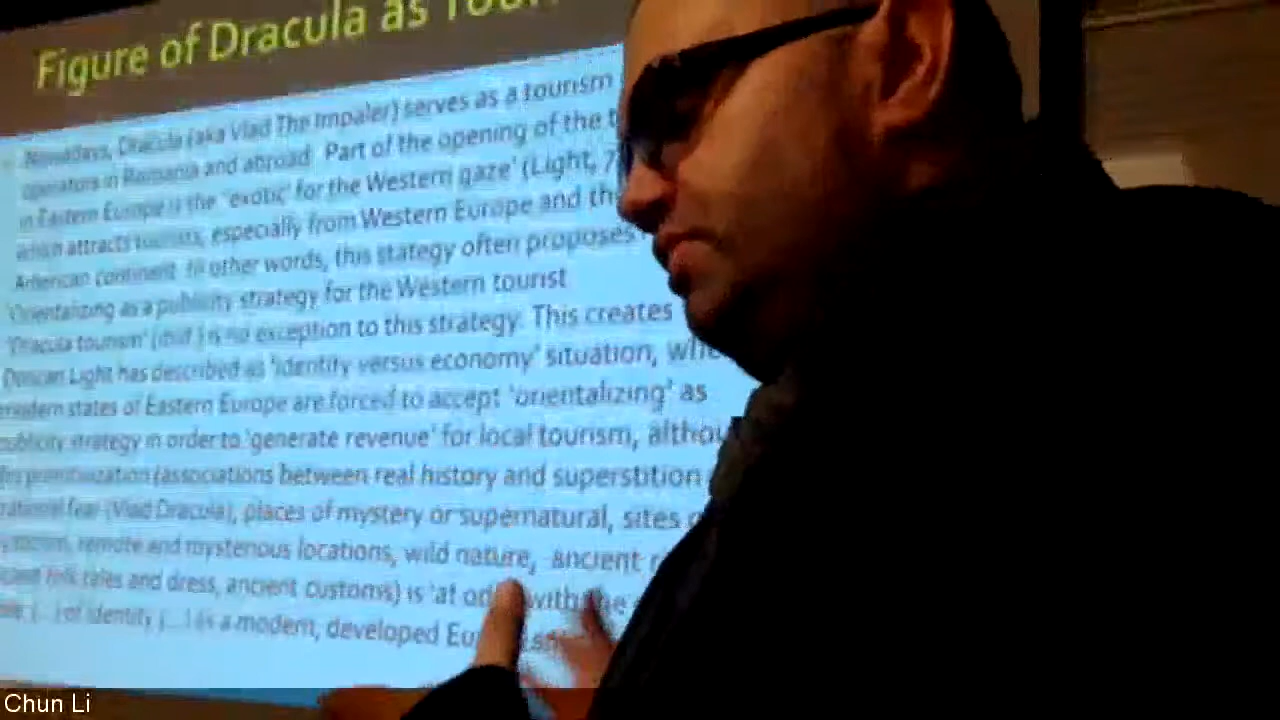 Figure of Dracula as
Nowadays, Dracula (aka Vlad The Impaler) serves as a tourism
operators in Romania and abroad. Part of the opening of the
in Eastern Europe is the 'exotic' for the Western gaze' (Light, 7
which attracts tourists, especially from Western Europe and
American continent. In other words, this stategy often proposes
'Orientalizing as a publicity strategy for the Western tourist
'Dracula tourism' (ibid.) is no exception to this strategy. This creates
Duncan Light has described as 'identity versus economy' situation,
modern states of Eastern Europe are forced to accept 'orientalizing' as
publicity strategy in order to 'generate revenue' for local tourism,
(associations between real history and superstition
fear (Vlad Dracula), places of mystery or supernatural, sites
remote and mysterious locations, wild nature, ancient
folk tales and dress, ancient customs) is 'at with
(...) of identity (...) as a modern, developed
Chun Li